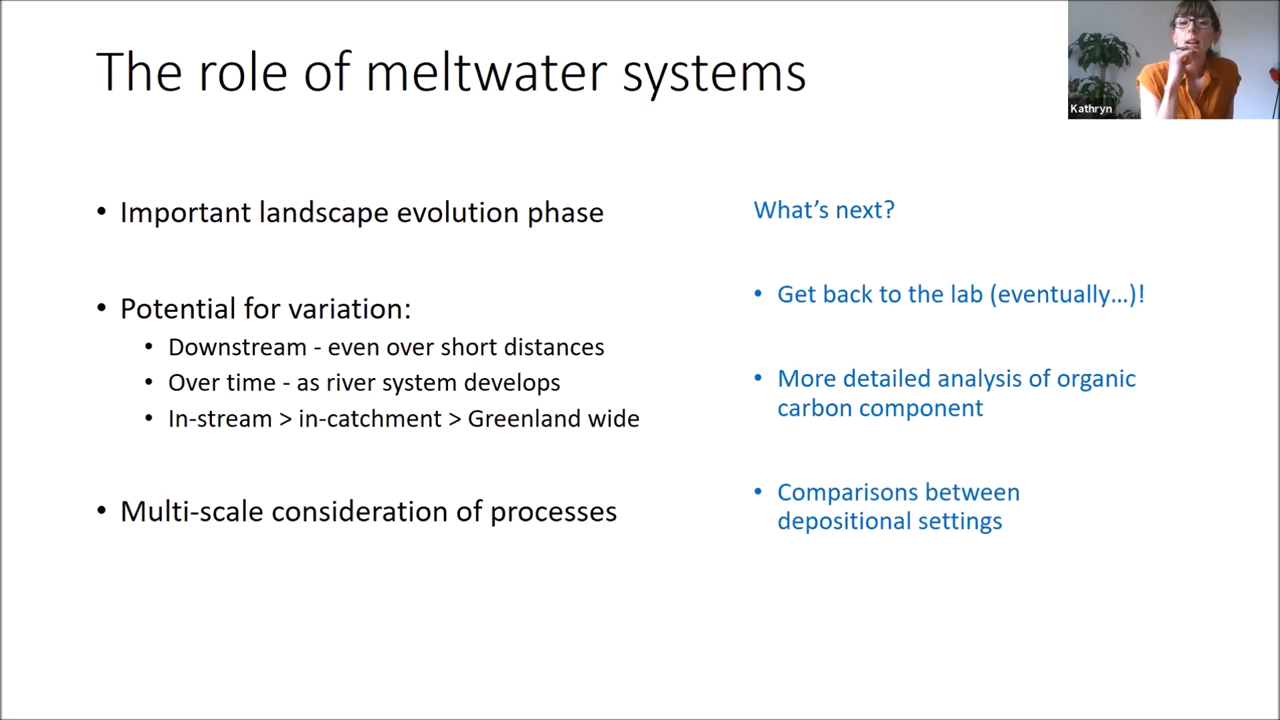 The role of meltwater systems
Kathryn
• Important landscape evolution phase
• Potential for variation:
• Downstream - even over short distances
• Over time - as river system develops
• In-stream > in-catchment > Greenland wide
• Multi-scale consideration of processes
What's next?
• Get back to the lab (eventually…)!
• More detailed analysis of organic
carbon component
• Comparisons between
depositional settings